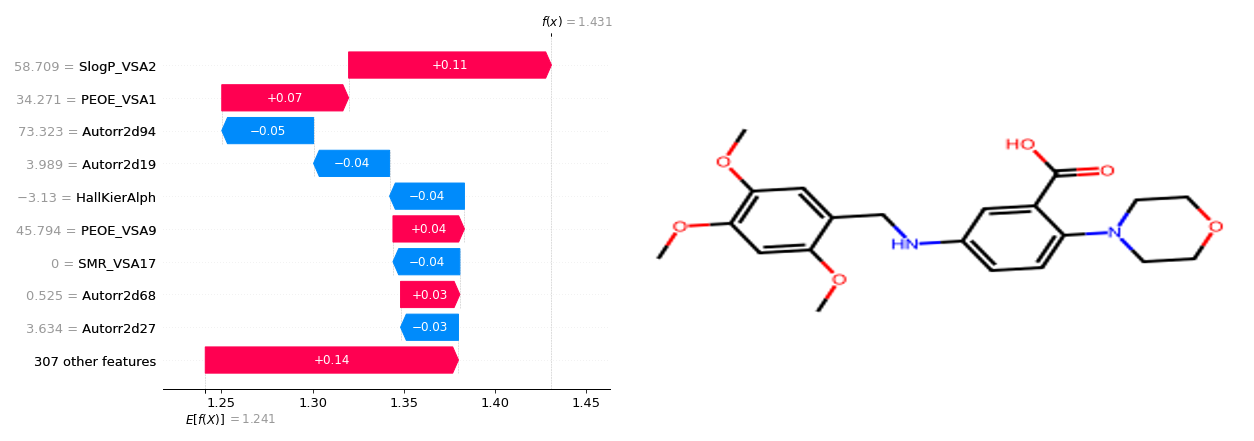 f(x) = 1.431
58.709 = SlogP_VSA2
+0.11
34.271 = PEOE_VSA1
+0.07
73.323 = Autorr2d94
−0.05
3.989 = Autorr2d19
−0.04
−3.13 = HallKierAlph
−0.04
45.794 = PEOE_VSA9
+0.04
0 = SMR_VSA17
−0.04
0.525 = Autorr2d68
+0.03
3.634 = Autorr2d27
−0.03
307 other features
+0.14
1.25 1.30 1.35 1.40 1.45
E[f(X)] = 1.241
O
O
O
HN
HO
O
N
O